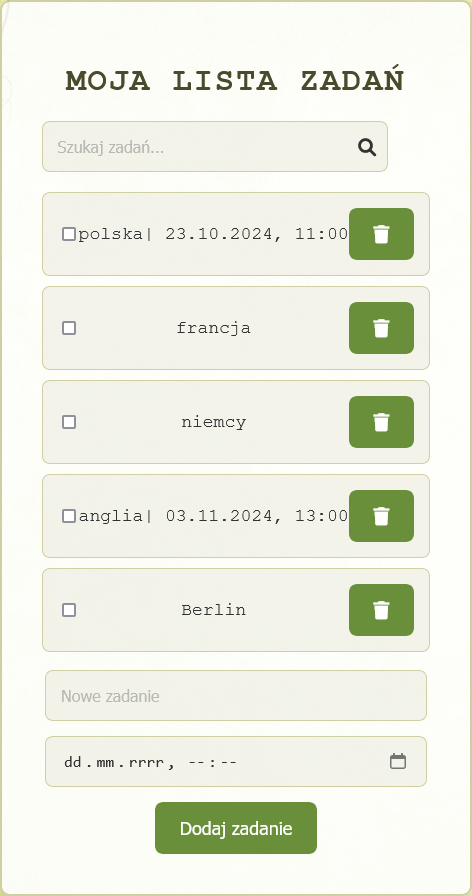 MOJA LISTA ZADAŃ
Szukaj zadań...
polska| 23.10.2024, 11:00
francja
niemcy
anglia| 03.11.2024, 13:00
Berlin
Nowe zadanie
dd.mm.rrrr, --:--
Dodaj zadanie